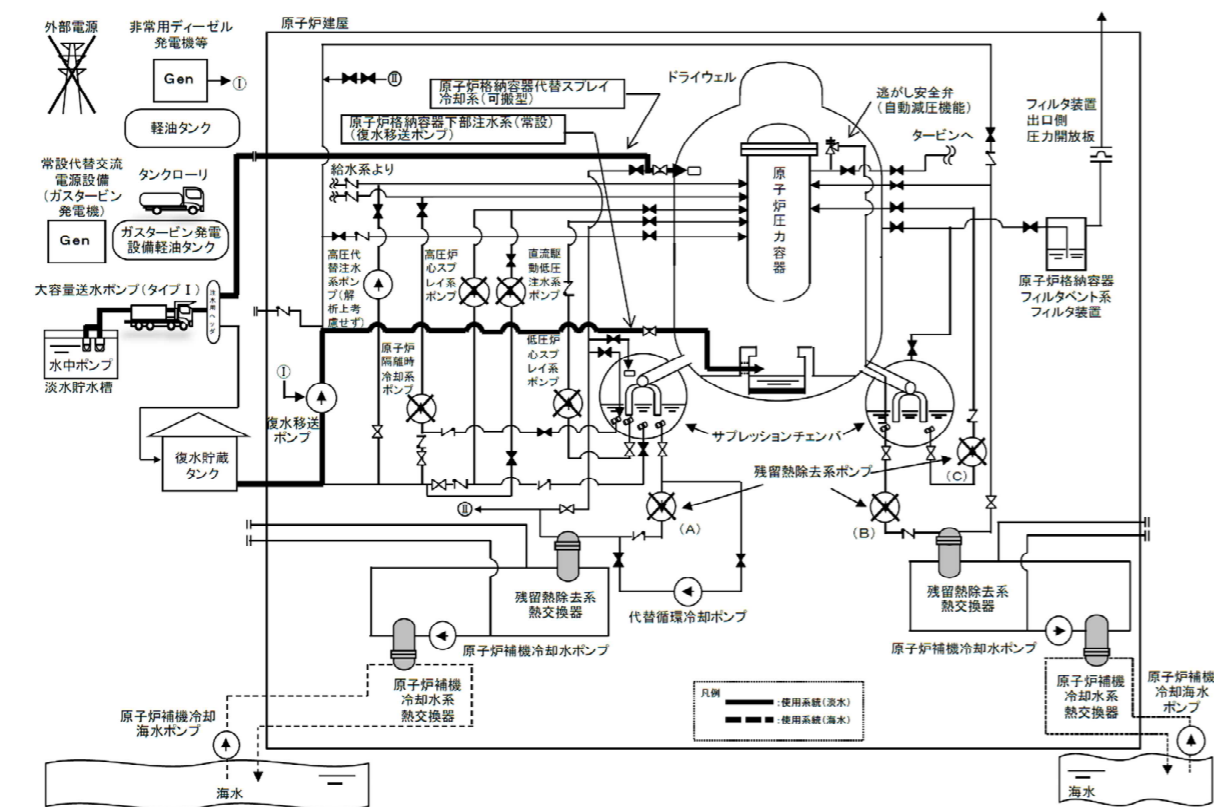 外部電源
非常用ディーゼル
発電機等
Gen
Ⅰ
軽油タンク
原子炉建屋
Ⅱ
原子炉格納容器代替スプレイ
冷却系(可搬型)
原子炉格納容器下部注水系(常設)
(復水移送ポンプ)
ドライウェル
逃がし安全弁
(自動減圧機能)
タービンへ
フィルタ装置
出口側
圧力開放板
常設代替交流
電源設備
(ガスタービン
発電機)
Gen
タンクローリ
ガスタービン発電
設備軽油タンク
給水系より
原子炉圧力容器
大容量送水ポンプ(タイプⅠ)
注水用ヘッダ
水中ポンプ
淡水貯水槽
高圧代
替注水
系ポン
プ(解
析上考
慮せず)
高圧炉
心スプ
レイ系
ポンプ
直流駆
動低圧
注水系
ポンプ
原子炉格納容器
フィルタベント系
フィルタ装置
原子炉
隔離時
冷却系
ポンプ
低圧炉
心スプ
レイ系
ポンプ
Ⅰ
復水移送
ポンプ
復水貯蔵
タンク
サプレッションチェンバ
残留熱除去系ポンプ
(A)
(B)
(C)
Ⅱ
残留熱除去系
熱交換器
代替循環冷却ポンプ
残留熱除去系
熱交換器
原子炉補機冷却水ポンプ
原子炉補機冷却水ポンプ
原子炉補機
冷却水系
熱交換器
原子炉補機冷却
海水ポンプ
海水
凡例
:使用系統(淡水)
:使用系統(海水)
原子炉補機
冷却水系
熱交換器
原子炉補機
冷却海水
ポンプ
海水